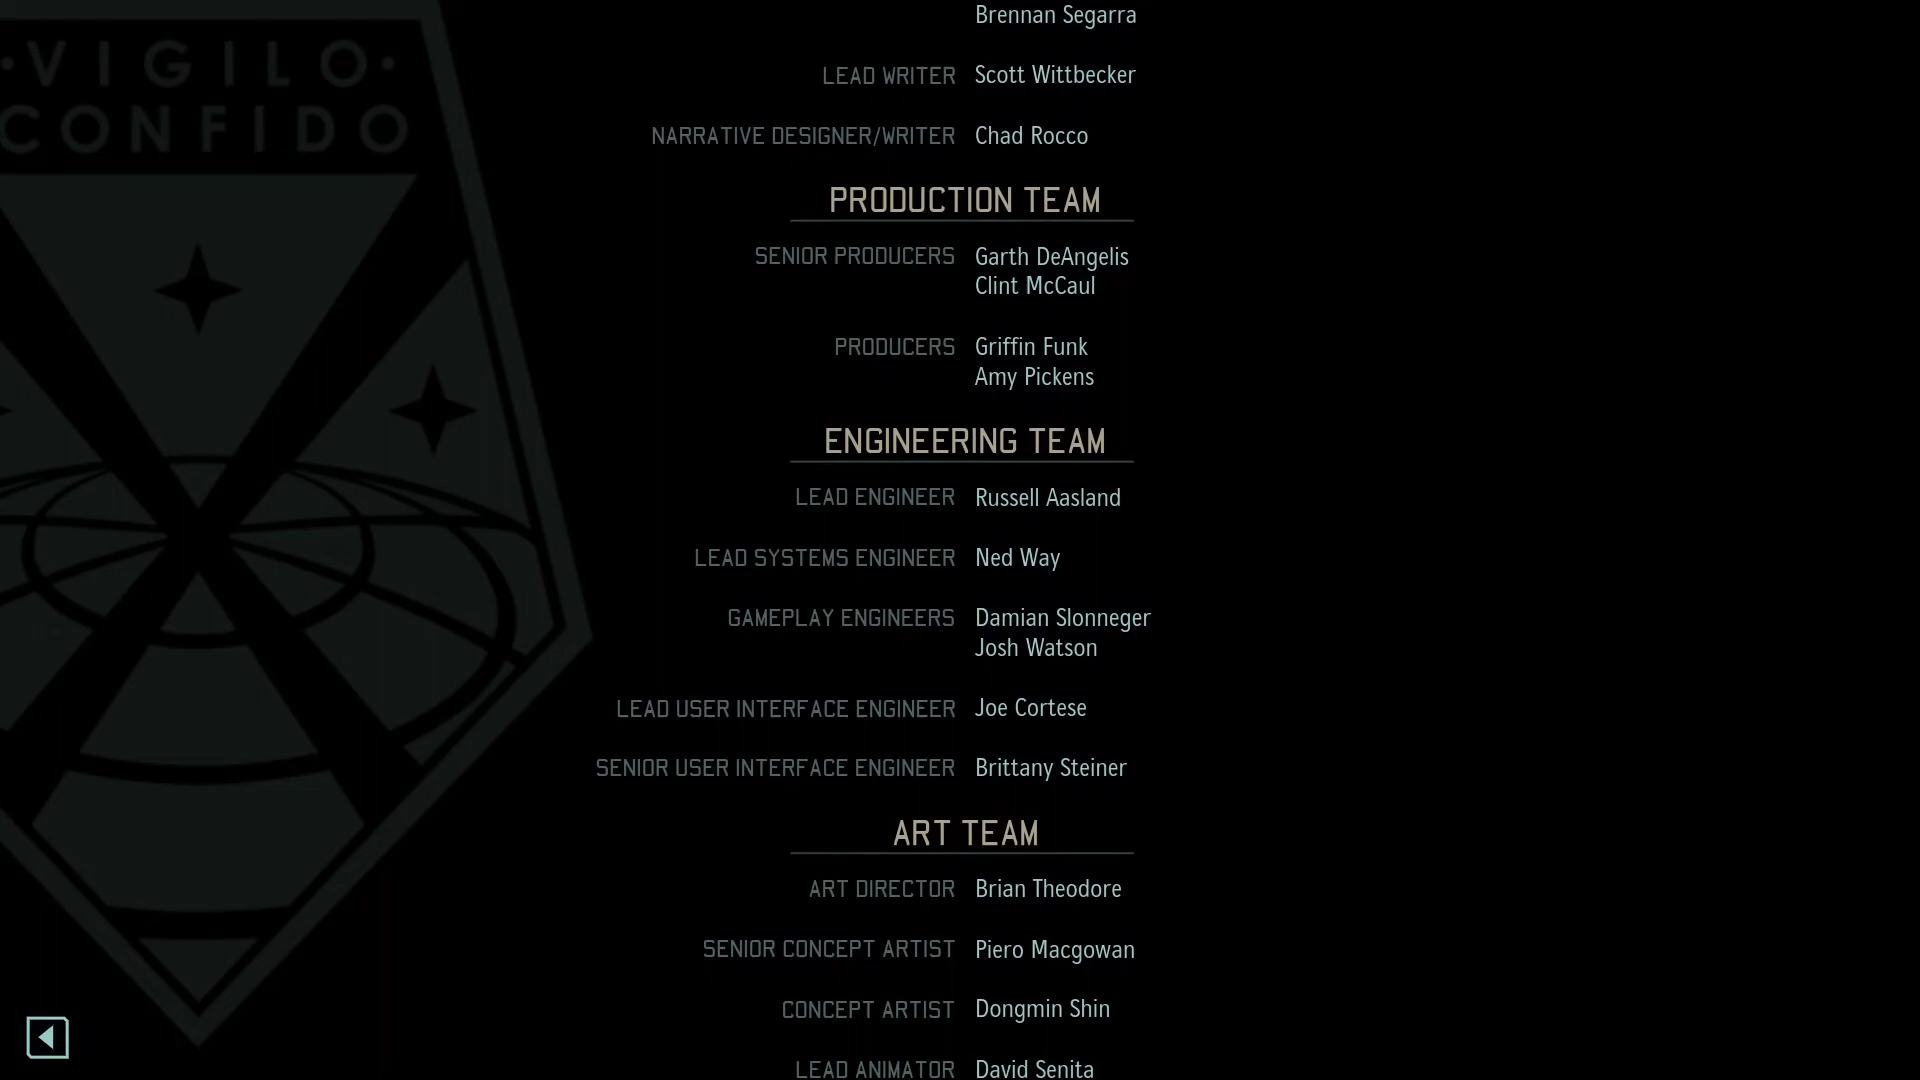 ·VIGILO·
CONFIDO
Brennan Segarra
LEAD WRITER Scott Wittbecker
NARRATIVE DESIGNER/WRITER Chad Rocco
PRODUCTION TEAM
SENIOR PRODUCERS Garth DeAngelis
Clint McCaul
PRODUCERS Griffin Funk
Amy Pickens
ENGINEERING TEAM
LEAD ENGINEER Russell Aasland
LEAD SYSTEMS ENGINEER Ned Way
GAMEPLAY ENGINEERS Damian Slonneger
Josh Watson
LEAD USER INTERFACE ENGINEER Joe Cortese
SENIOR USER INTERFACE ENGINEER Brittany Steiner
ART TEAM
ART DIRECTOR Brian Theodore
SENIOR CONCEPT ARTIST Piero Macgowan
CONCEPT ARTIST Dongmin Shin
LEAD ANIMATOR David Senita